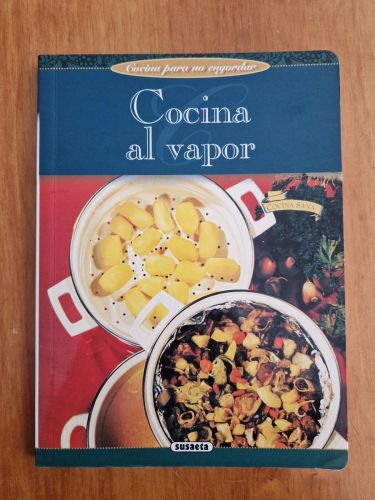 Cocina para no engordar
Cocina
al vapor
COCINA SANA
susaeta